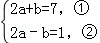 2a+b=7, ①
2a-b=1, ②